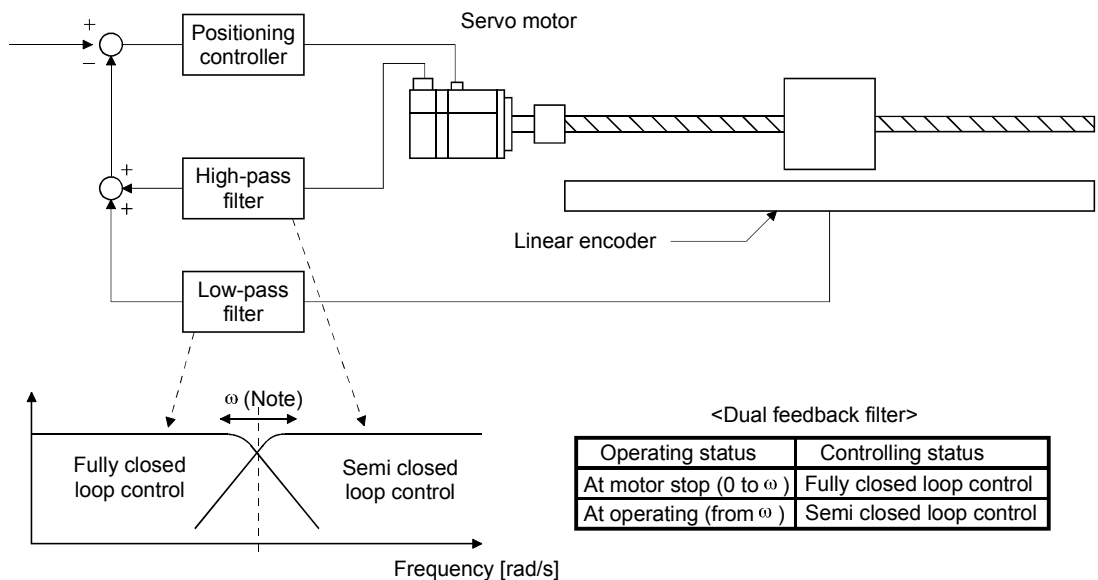 Servo motor
+
−
Positioning
controller
+
+
High-pass
filter
Linear encoder
Low-pass
filter
ω (Note)
Fully closed
loop control
Semi closed
loop control
Frequency [rad/s]
<Dual feedback filter>
Operating status Controlling status
At motor stop (0 to ω ) Fully closed loop control
At operating (from ω ) Semi closed loop control